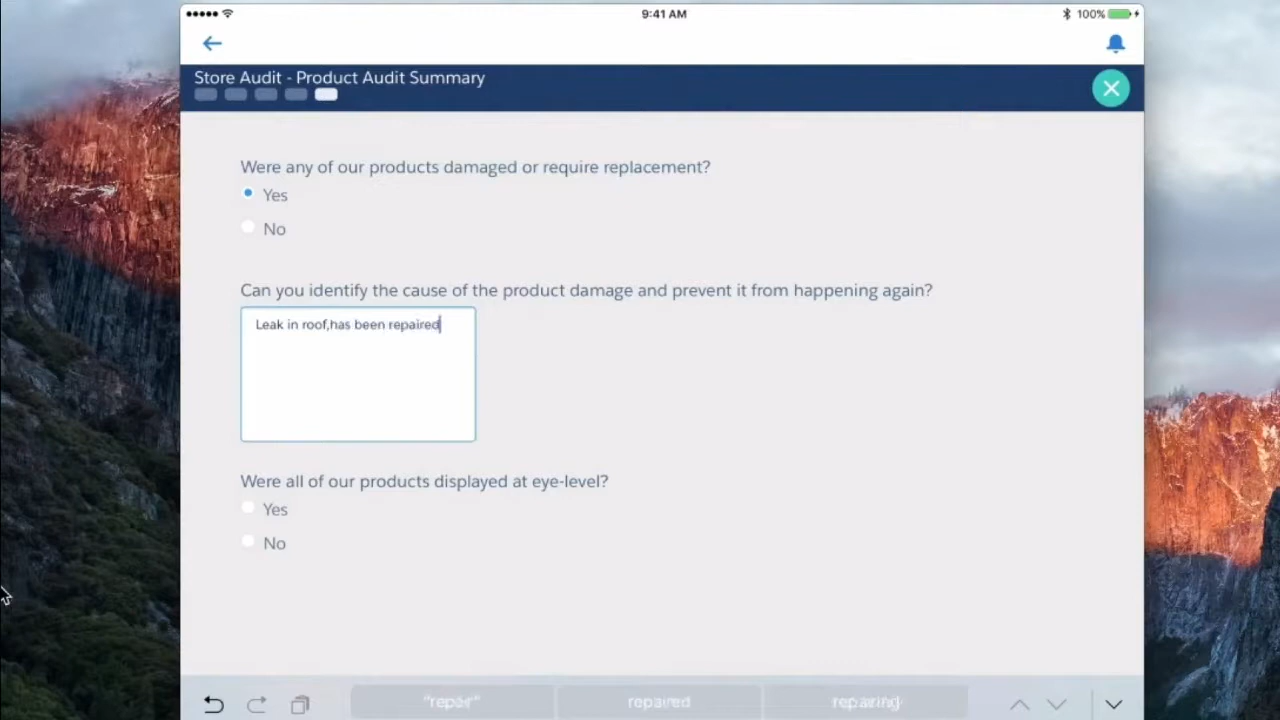 9:41 AM
100%
Store Audit - Product Audit Summary
Were any of our products damaged or require replacement?
Yes
No
Can you identify the cause of the product damage and prevent it from happening again?
Leak in roof,has been repaired
Were all of our products displayed at eye-level?
Yes
No
"repair" repaired repairing